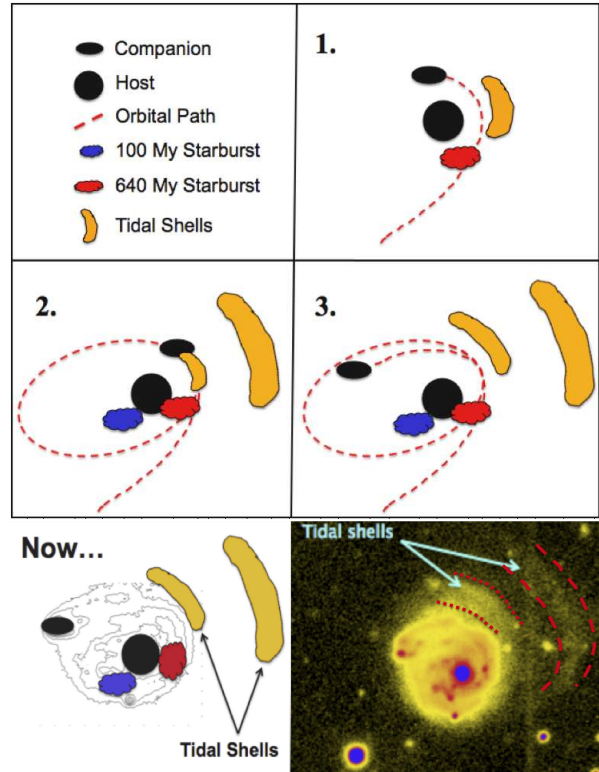 Companion
Host
Orbital Path
100 My Starburst
640 My Starburst
Tidal Shells
1.
2.
3.
Now...
Tidal Shells
Tidal shells